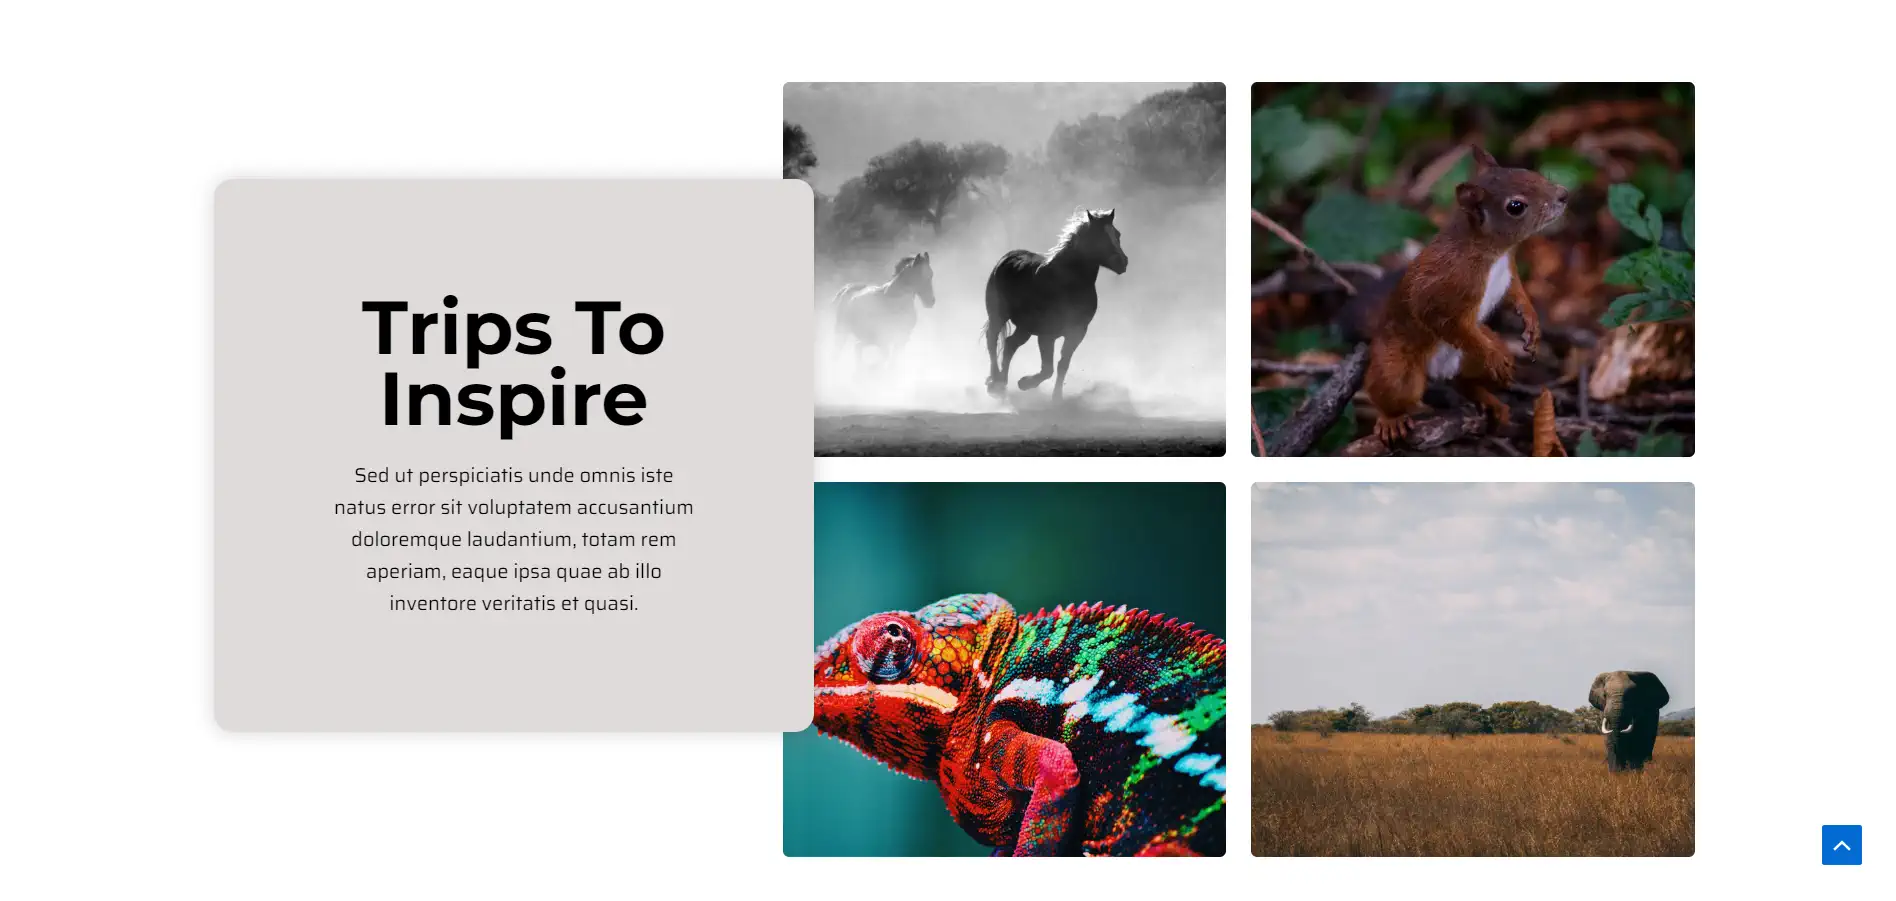 Trips To
Inspire
Sed ut perspiciatis unde omnis iste
natus error sit voluptatem accusantium
doloremque laudantium, totam rem
aperiam, eaque ipsa quae ab illo
inventore veritatis et quasi.